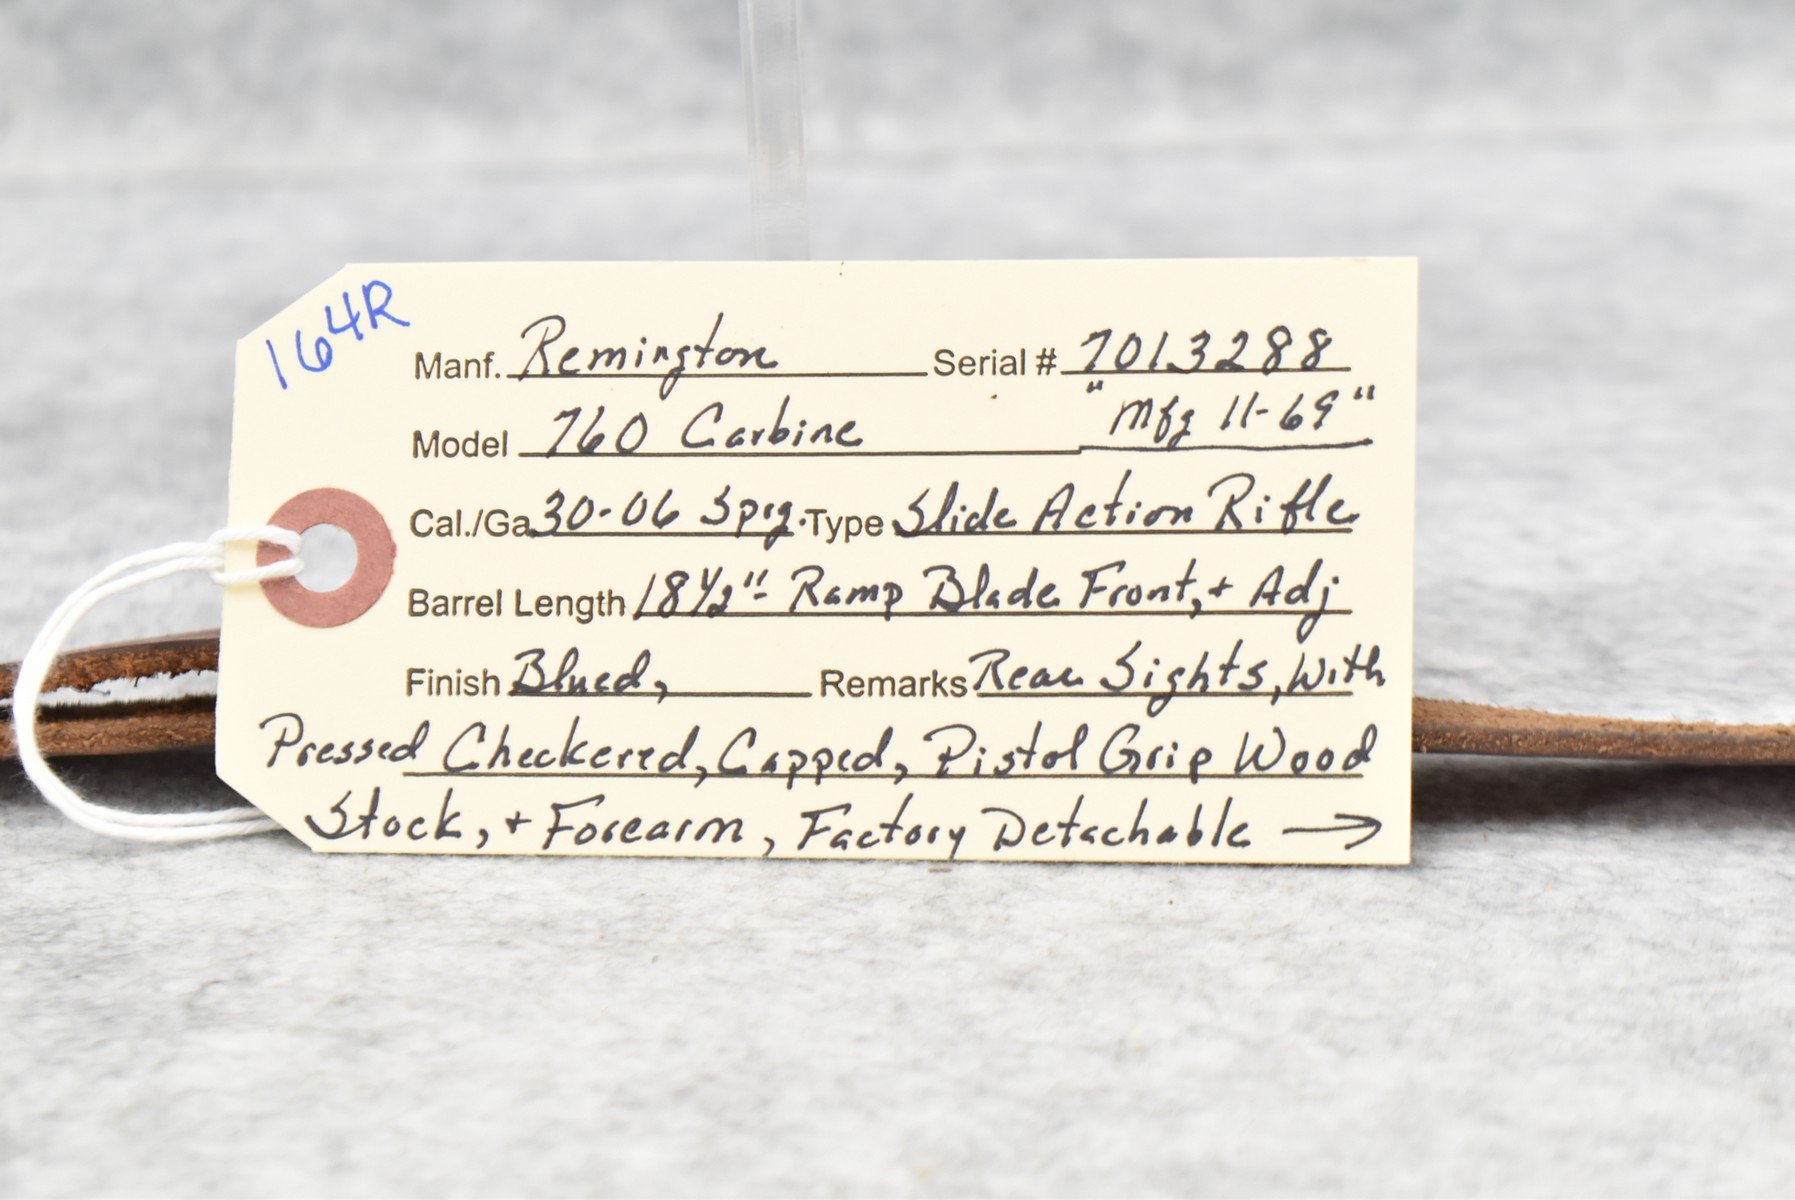 164R
Manf. Remington Serial # 7013288
Model 760 Carbine "Mfg 11-69"
Cal./Ga 30-06 Sprg. Type Slide Action Rifle
Barrel Length 18 1/2"- Ramp Blade Front, + Adj
Finish Blued, Remarks Rear Sights, With
Pressed Checkered, Capped, Pistol Grip Wood
Stock, + Forearm, Factory Detachable →